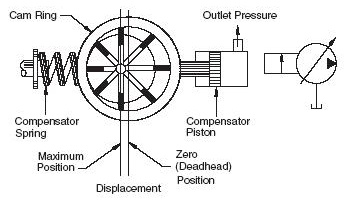 Cam Ring
Outlet Pressure
Compensator
Spring
Compensator
Piston
Maximum
Position
Zero
(Deadhead)
Position
Displacement